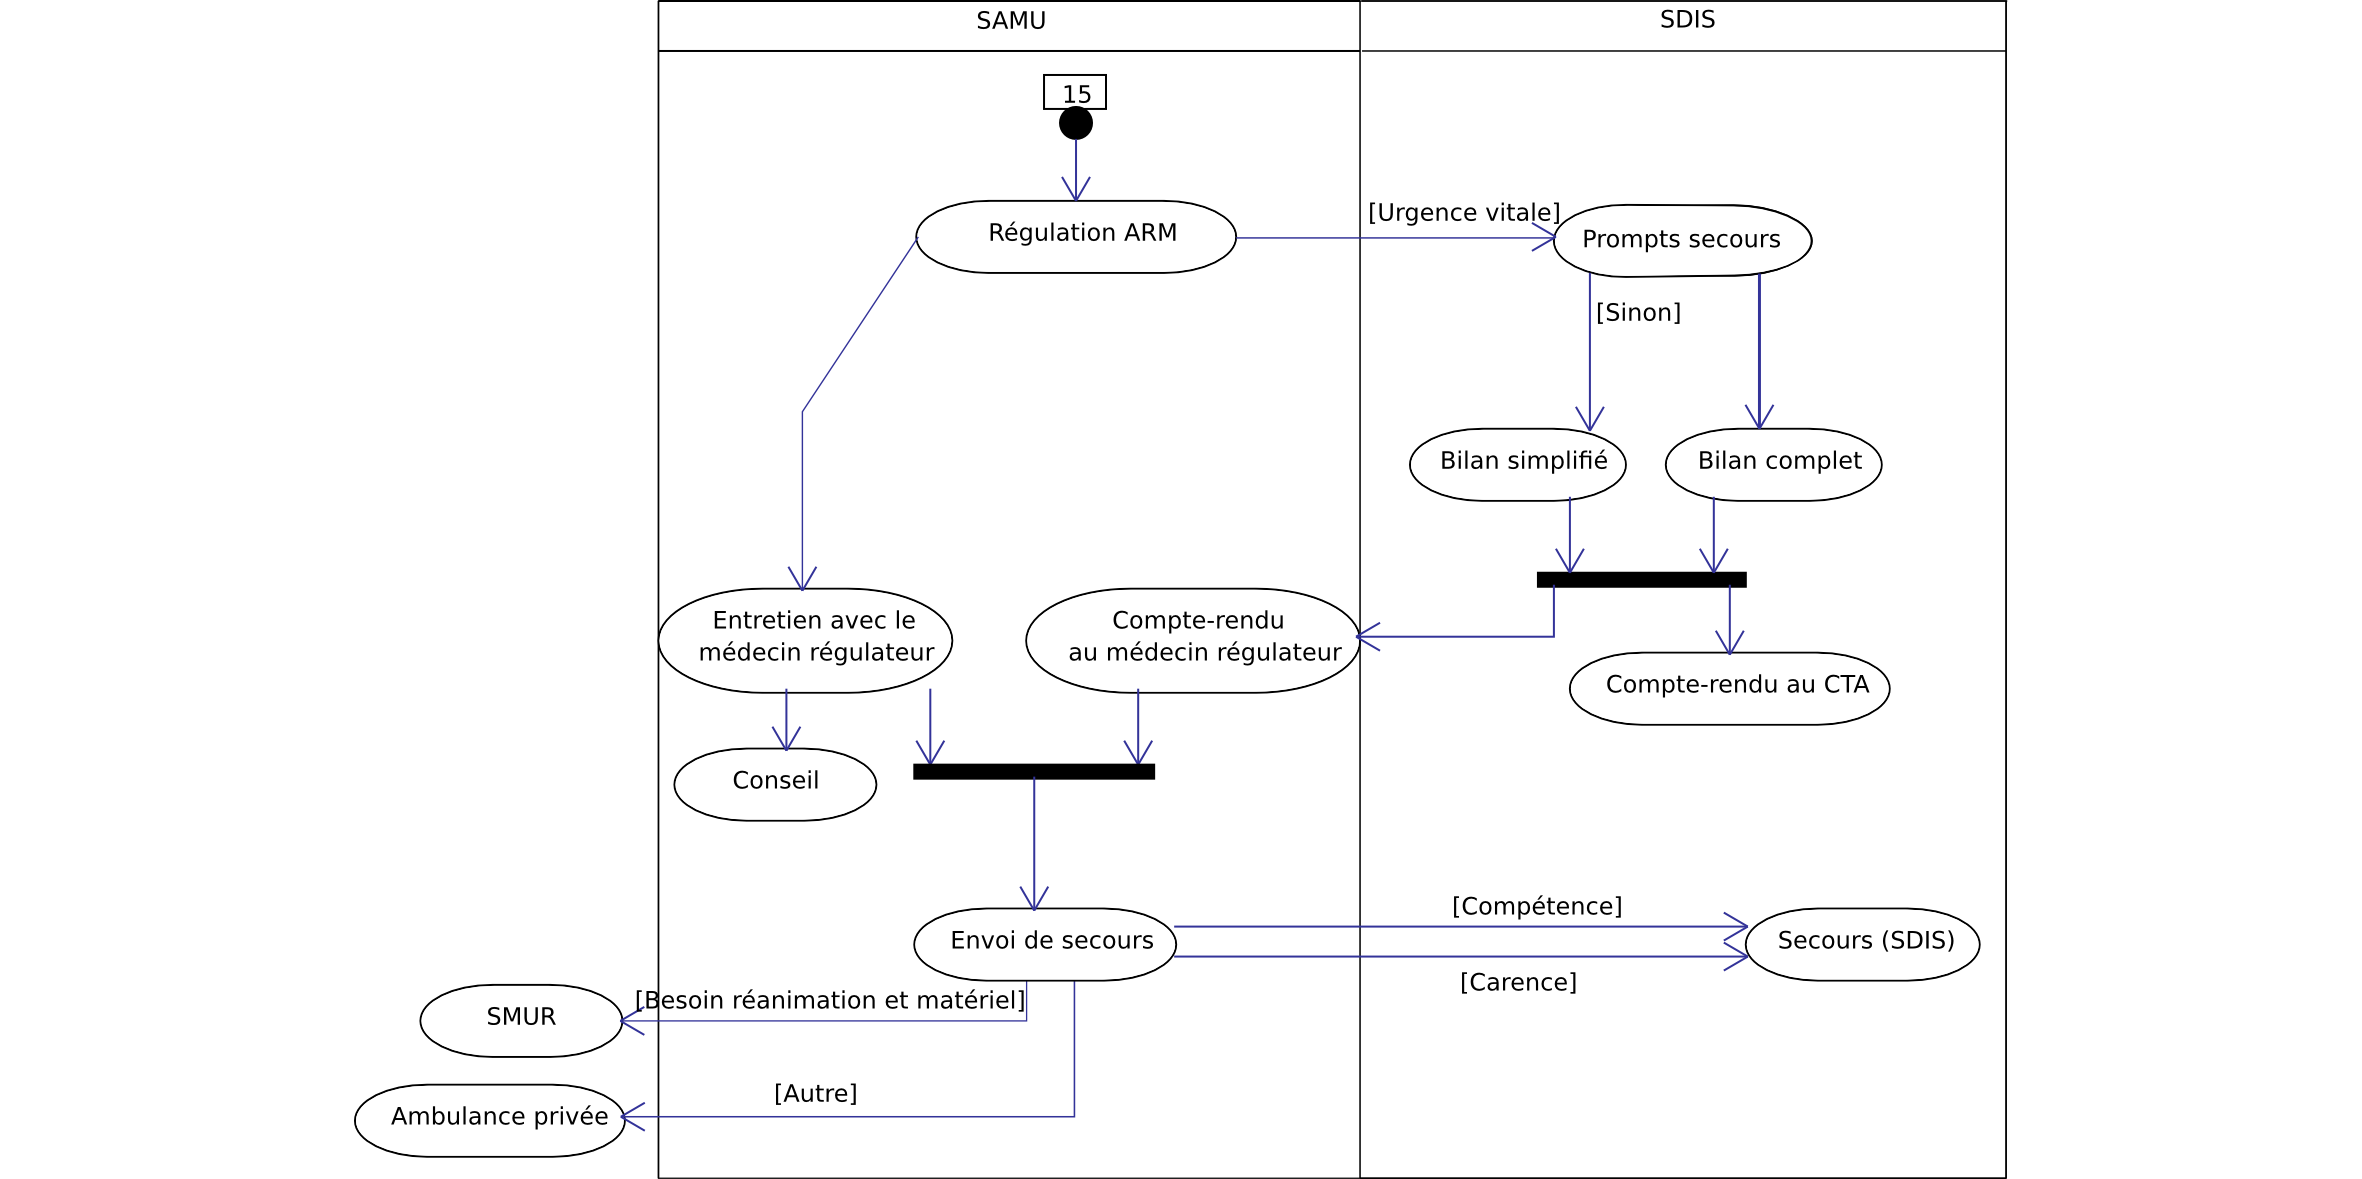 SAMU
SDIS
15
Régulation ARM
[Urgence vitale]
Prompts secours
[Sinon]
Bilan simplifié
Bilan complet
Entretien avec le
médecin régulateur
Compte-rendu
au médecin régulateur
Compte-rendu au CTA
Conseil
Envoi de secours
[Compétence]
Secours (SDIS)
[Carence]
[Besoin réanimation et matériel]
SMUR
[Autre]
Ambulance privée